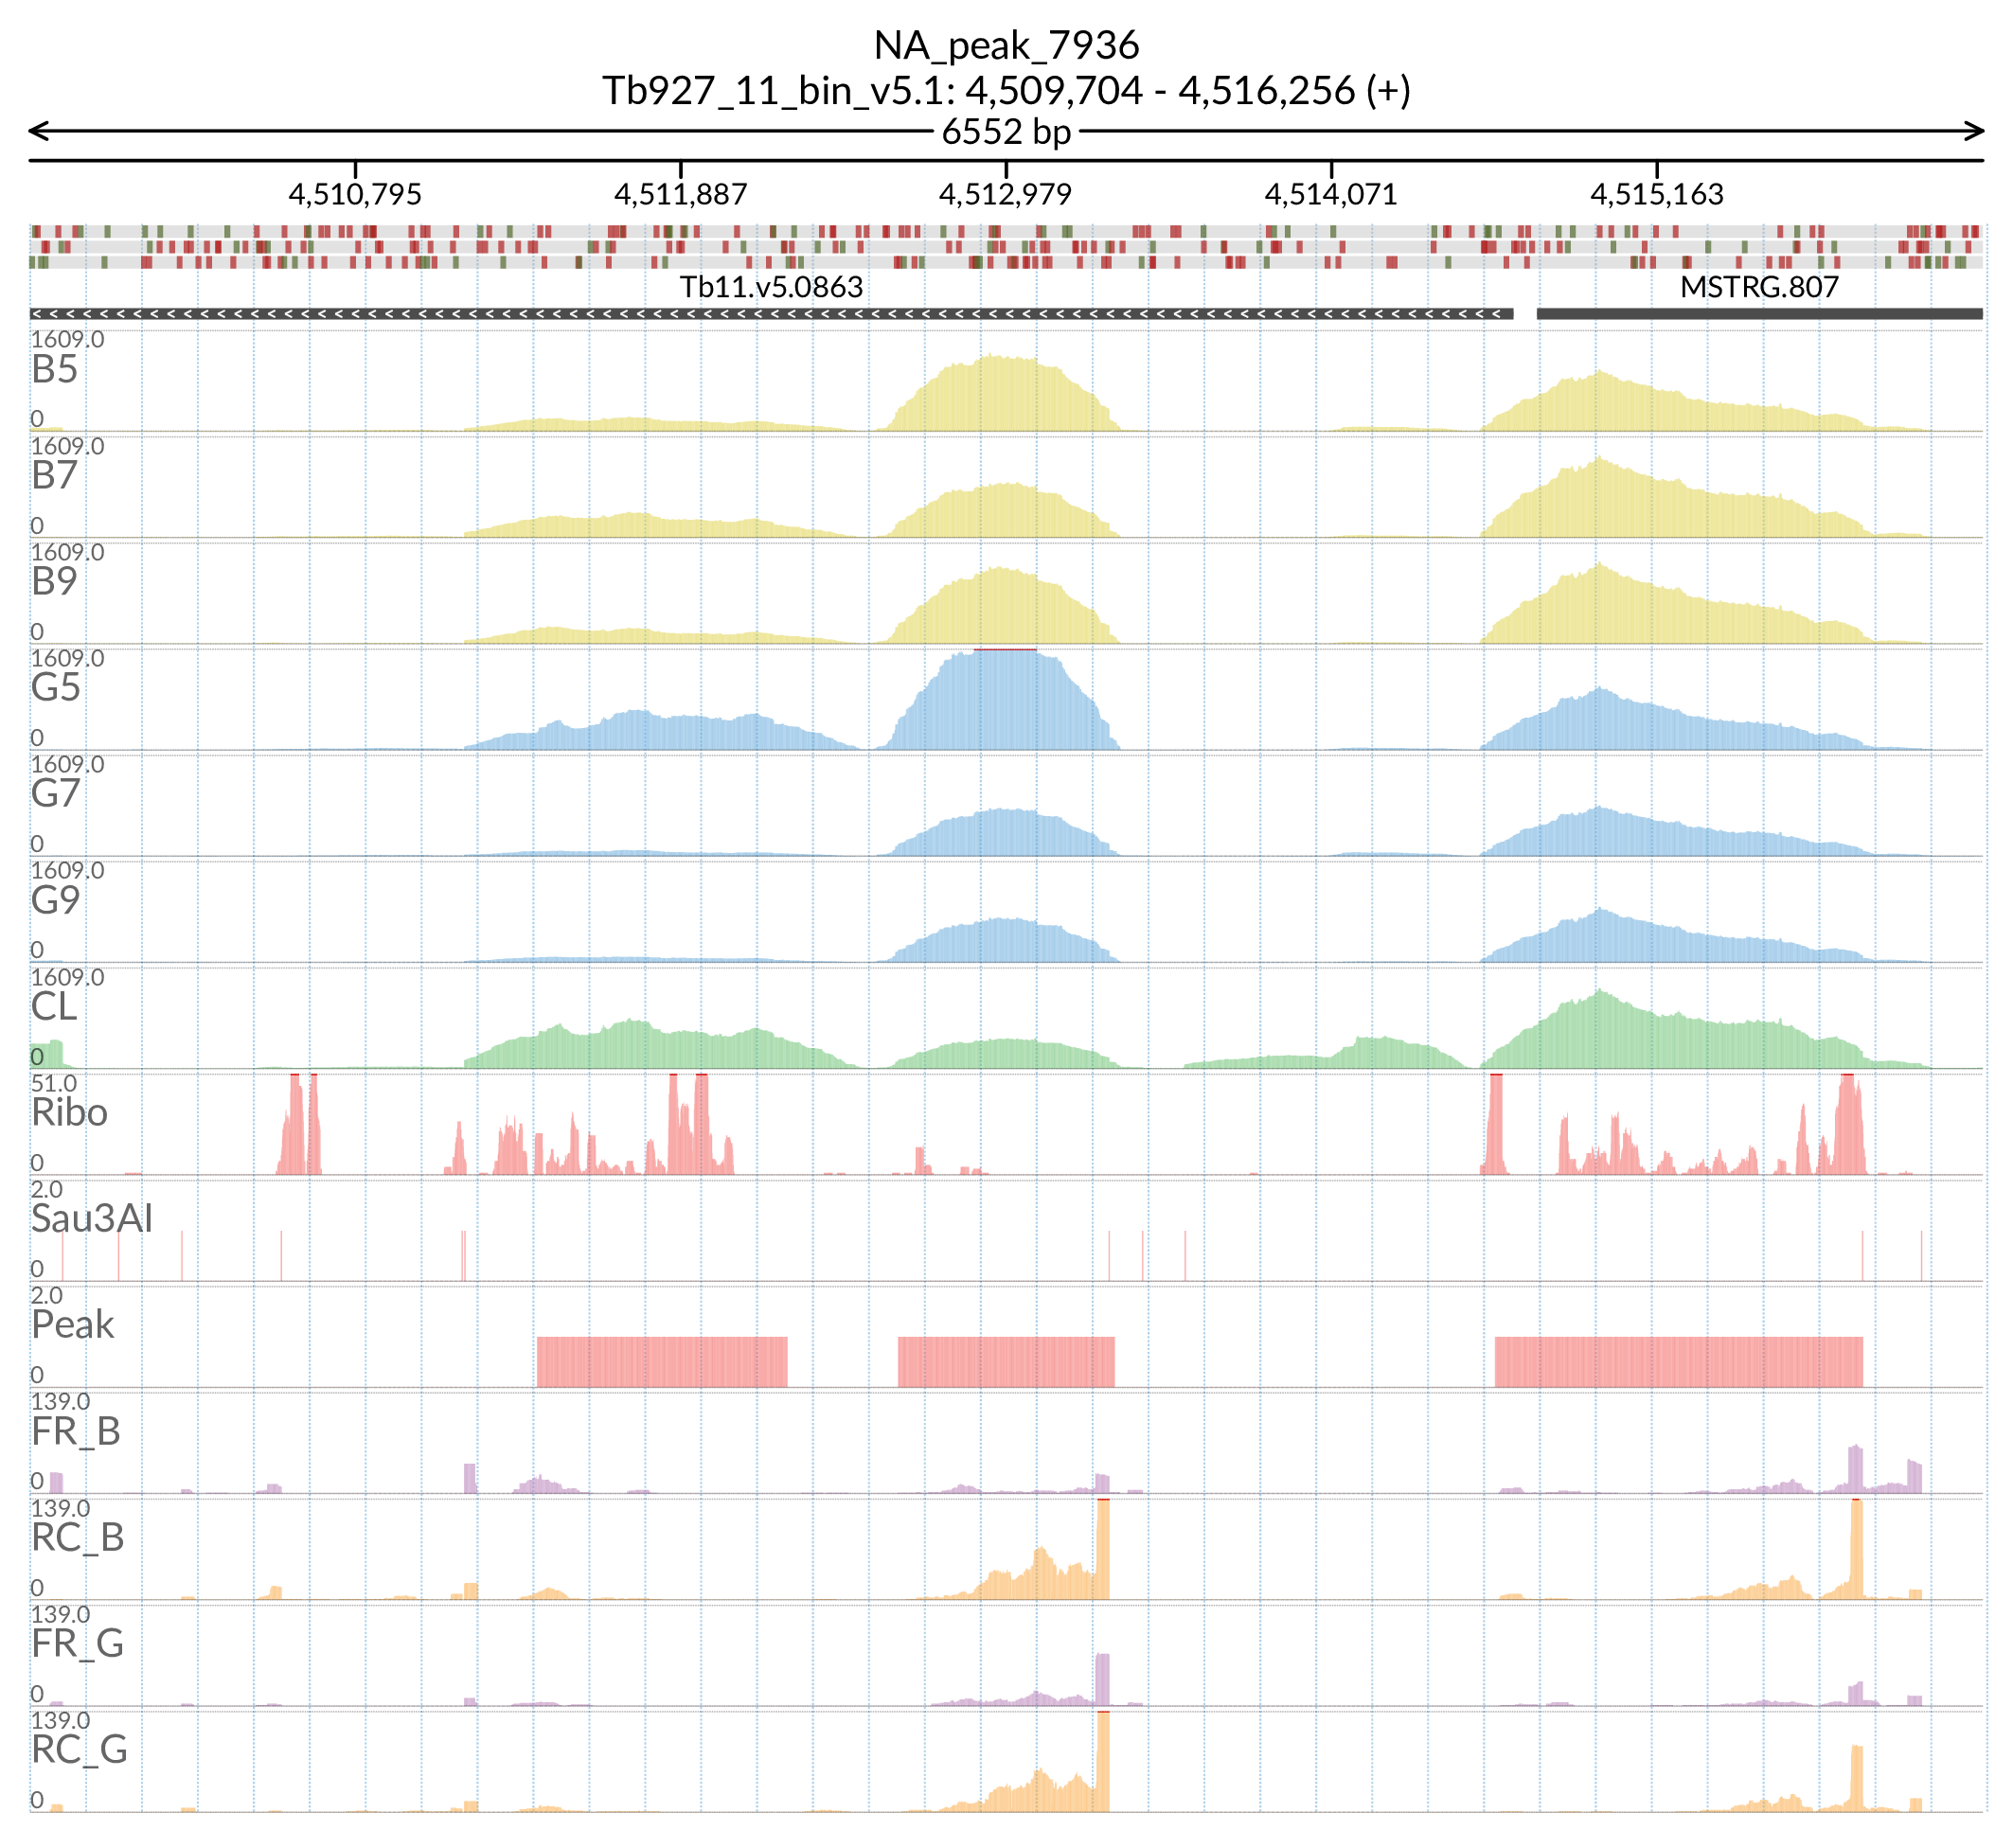 NA_peak_7936
Tb927_11_bin_v5.1: 4,509,704 - 4,516,256 (+)
6552 bp
4,510,795 4,511,887 4,512,979 4,514,071 4,515,163
Tb11.v5.0863 MSTRG.807
1609.0
B5
0
1609.0
B7
0
1609.0
B9
0
1609.0
G5
0
1609.0
G7
0
1609.0
G9
0
1609.0
CL
0
51.0
Ribo
0
2.0
Sau3AI
0
2.0
Peak
0
139.0
FR_B
0
139.0
RC_B
0
139.0
FR_G
0
139.0
RC_G
0